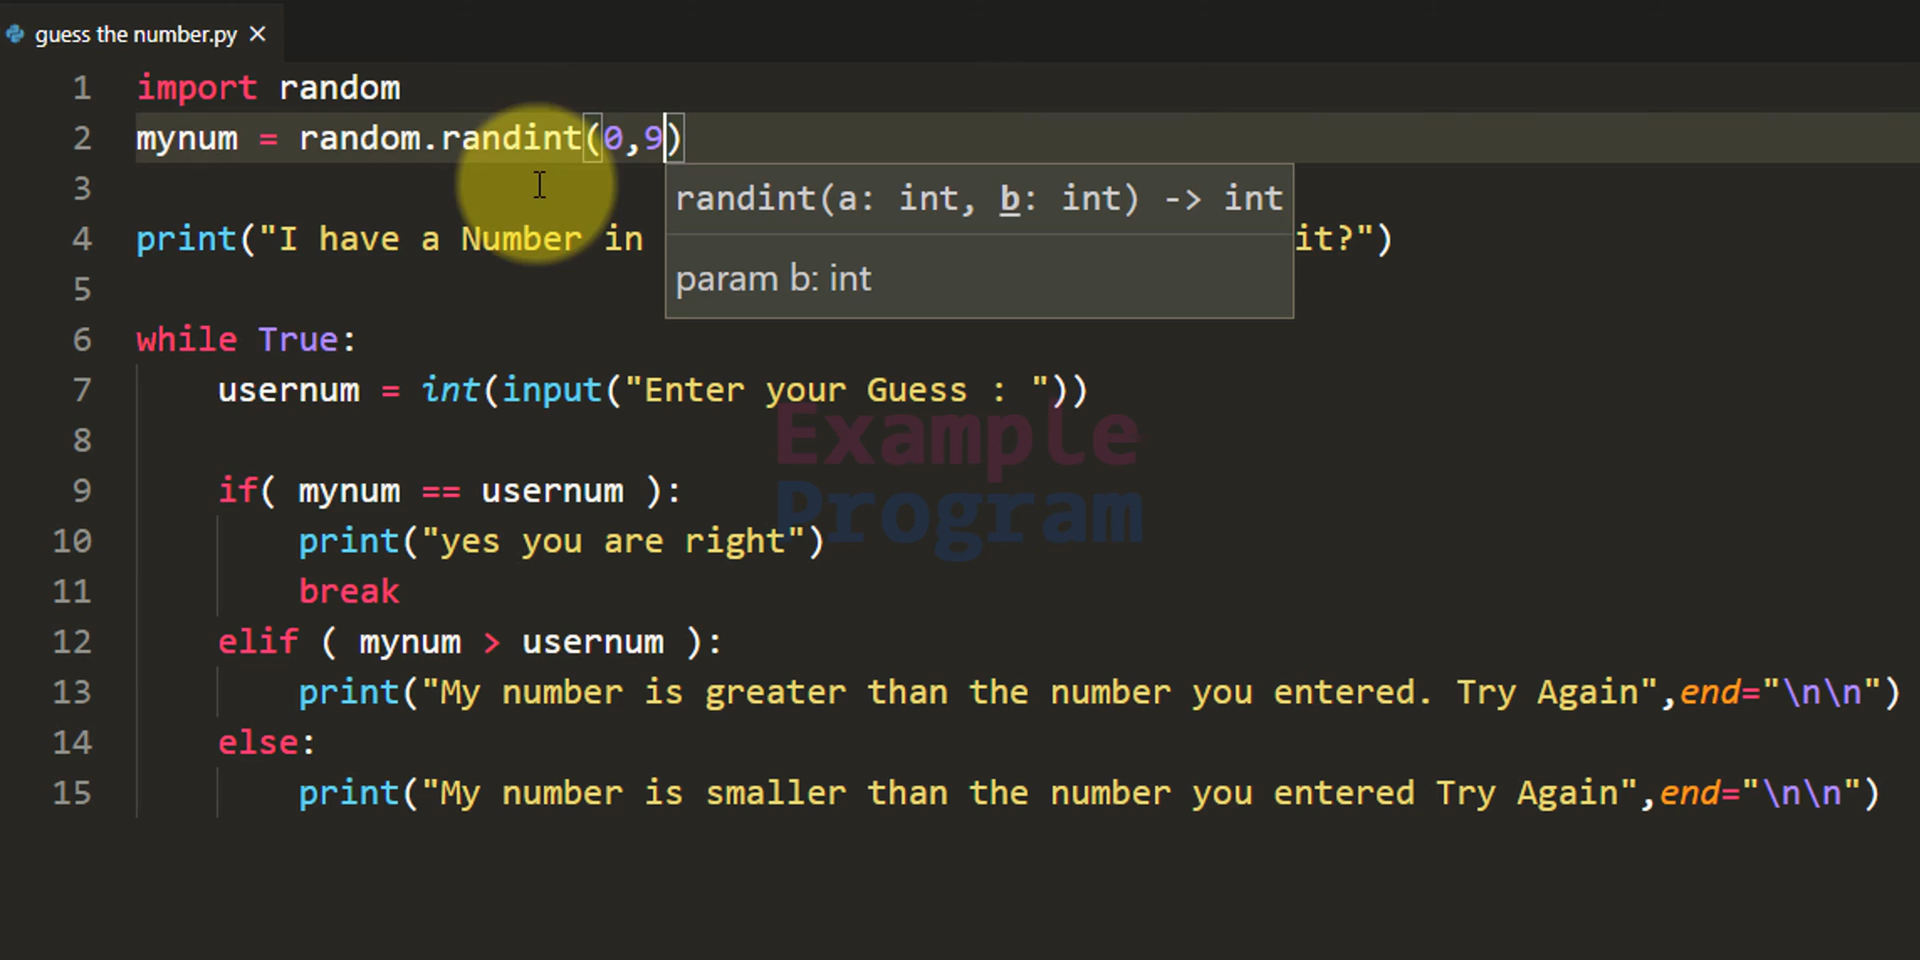 guess the number.py ×
1 import random
2 mynum = random.randint(0,9)
3
randint(a: int, b: int) -> int
4 print("I have a Number in it?")
param b: int
5
6 while True:
7 usernum = int(input("Enter your Guess : "))
8
Example
Program
9 if( mynum == usernum ):
10 print("yes you are right")
11 break
12 elif ( mynum > usernum ):
13 print("My number is greater than the number you entered. Try Again",end="\n\n")
14 else:
15 print("My number is smaller than the number you entered Try Again",end="\n\n")